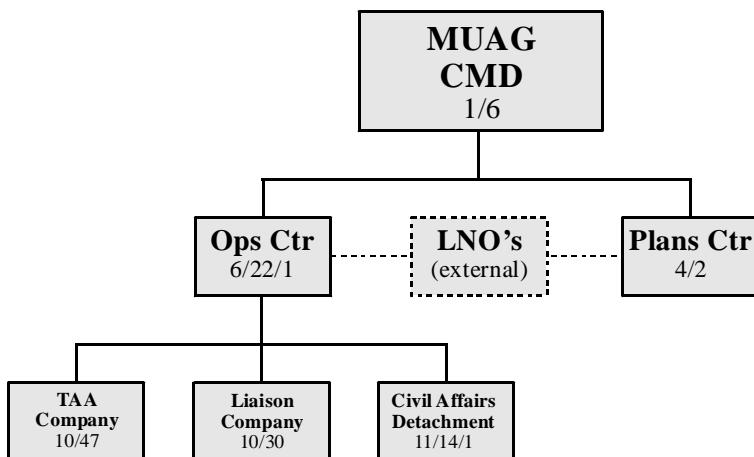 MUAG
CMD
1/6
Ops Ctr
6/22/1
LNO's
(external)
Plans Ctr
4/2
TAA
Company
10/47
Liaison
Company
10/30
Civil Affairs
Detachment
11/14/1